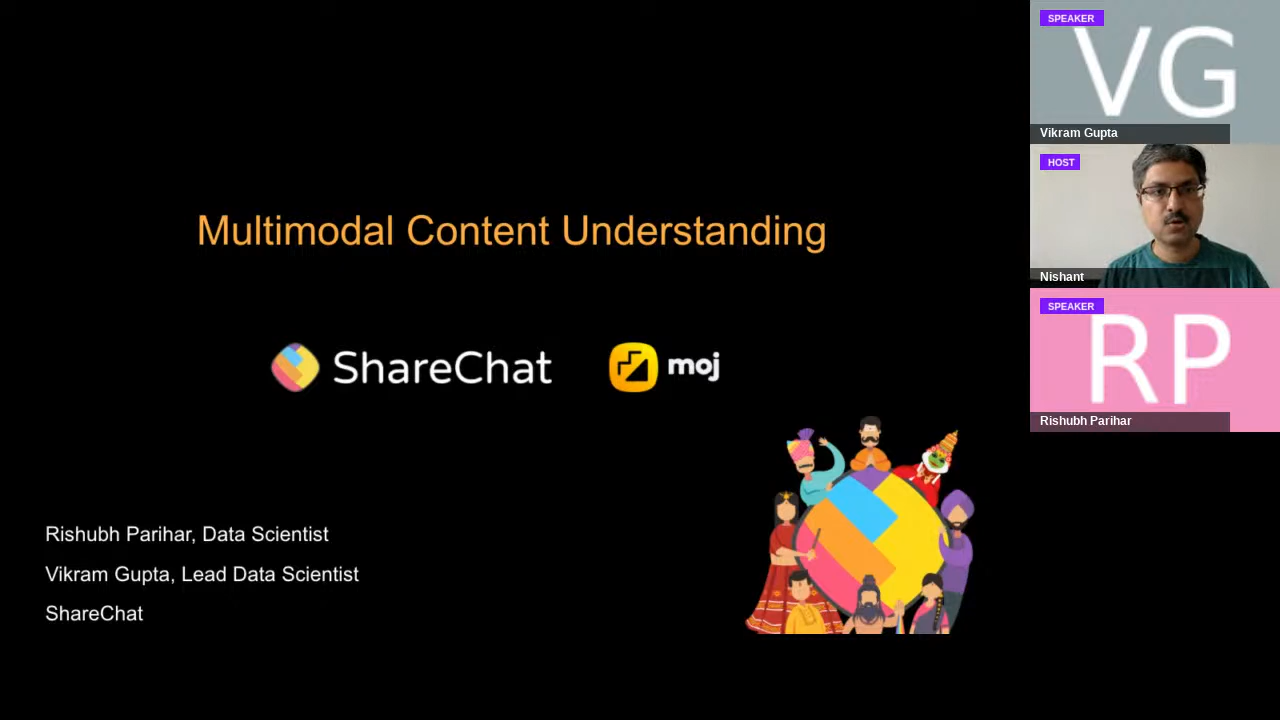 Multimodal Content Understanding
ShareChat
moj
Rishubh Parihar, Data Scientist
Vikram Gupta, Lead Data Scientist
ShareChat
SPEAKER
VG
Vikram Gupta
HOST
Nishant
SPEAKER
RP
Rishubh Parihar